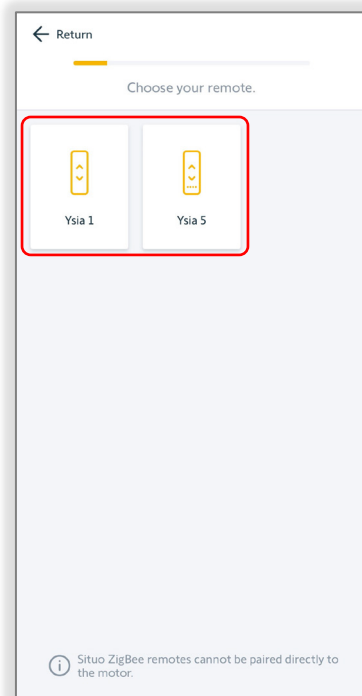 Return
Choose your remote.
Ysia 1
Ysia 5
Situo ZigBee remotes cannot be paired directly to
the motor.